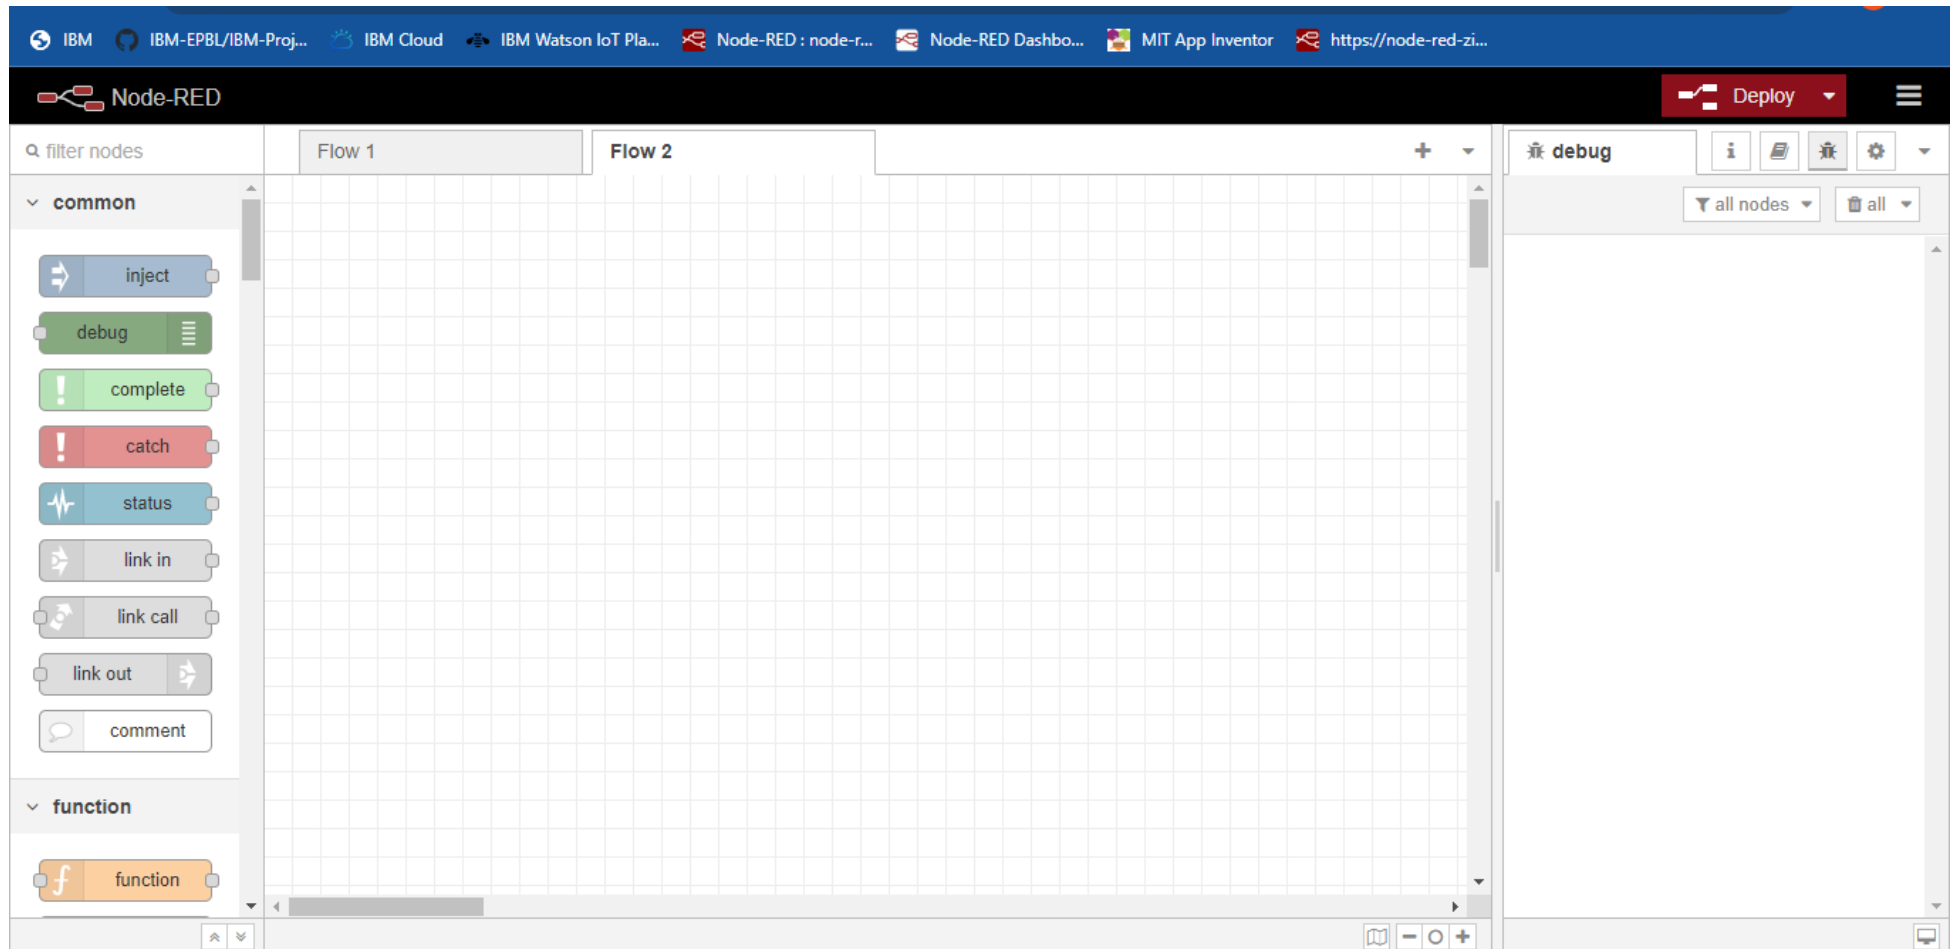 IBM IBM-EPBL/IBM-Proj... IBM Cloud IBM Watson IoT Pla... Node-RED : node-r... Node-RED Dashbo... MIT App Inventor https://node-red-zi...
Node-RED Deploy
filter nodes Flow 1 Flow 2 debug
all nodes all
common
inject
debug
complete
catch
status
link in
link call
link out
comment
function
function